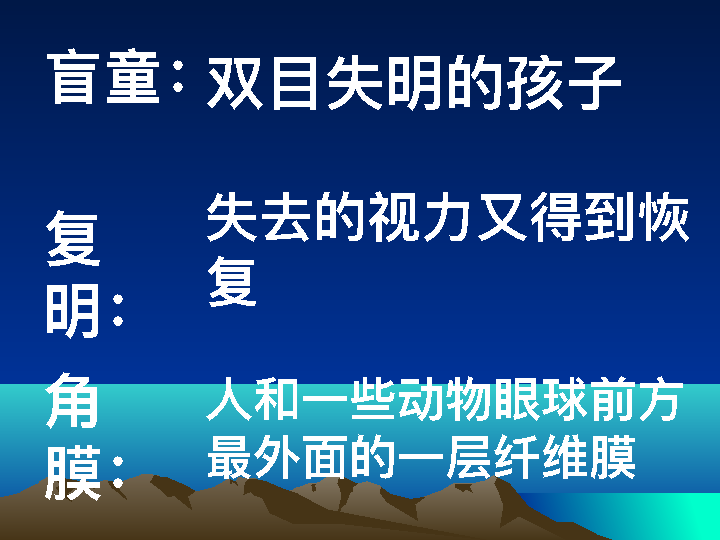 盲童：双目失明的孩子
复
明：
失去的视力又得到恢
复
角
膜：
人和一些动物眼球前方
最外面的一层纤维膜